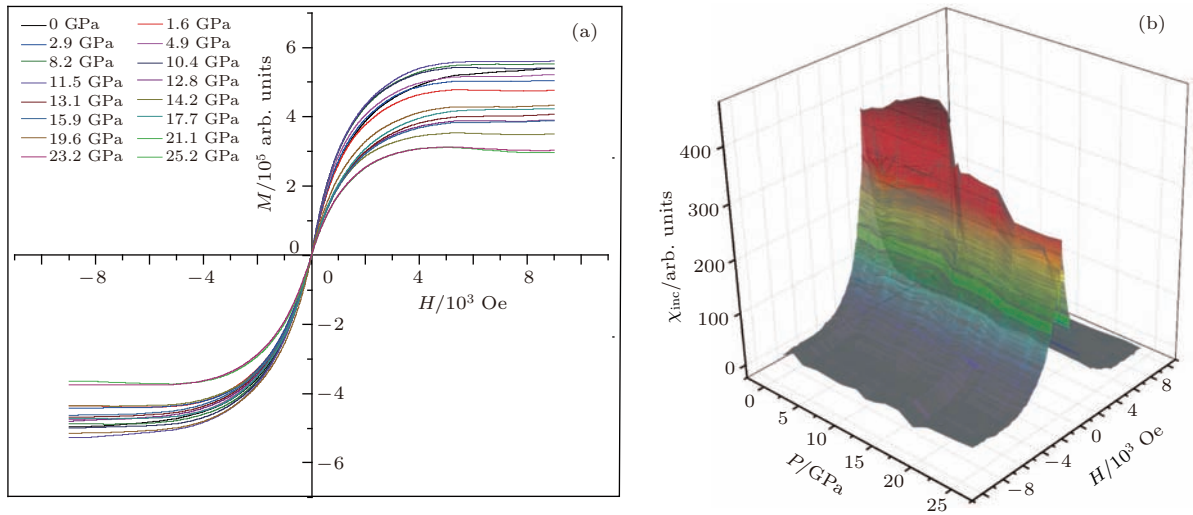 (a)
0 GPa 1.6 GPa
2.9 GPa 4.9 GPa
8.2 GPa 10.4 GPa
11.5 GPa 12.8 GPa
13.1 GPa 14.2 GPa
15.9 GPa 17.7 GPa
19.6 GPa 21.1 GPa
23.2 GPa 25.2 GPa
M/10⁵ arb. units
6
4
2
0
−8 −4 0 4 8
H/10³ Oe
−2
−4
−6
(b)
χinc/arb. units
400
300
200
100
0
0 5 10 15 20 25
P/GPa
−8 −4 0 4 8
H/10³ Oe